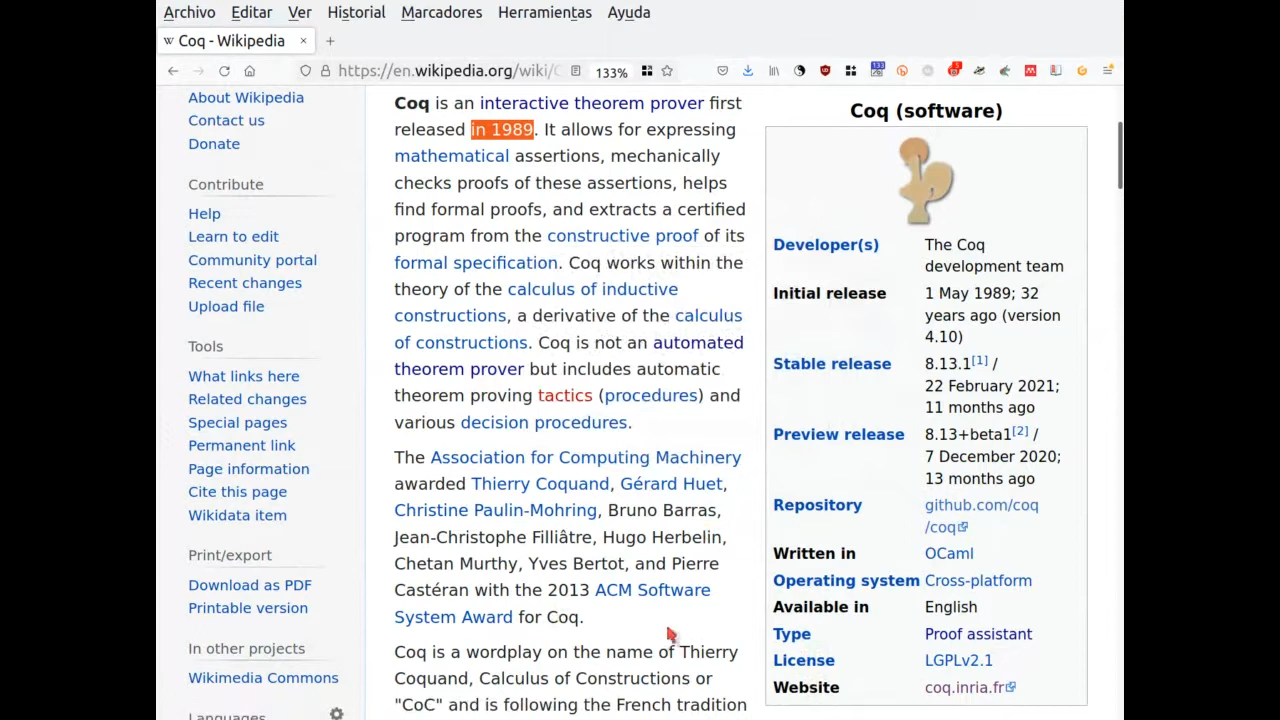 Archivo Editar Ver Historial Marcadores Herramientas Ayuda
W Coq - Wikipedia × +
https://en.wikipedia.org/wiki/C 133%
About Wikipedia
Contact us
Donate
Contribute
Help
Learn to edit
Community portal
Recent changes
Upload file
Tools
What links here
Related changes
Special pages
Permanent link
Page information
Cite this page
Wikidata item
Print/export
Download as PDF
Printable version
In other projects
Wikimedia Commons
Languages
Coq is an interactive theorem prover first
released in 1989. It allows for expressing
mathematical assertions, mechanically
checks proofs of these assertions, helps
find formal proofs, and extracts a certified
program from the constructive proof of its
formal specification. Coq works within the
theory of the calculus of inductive
constructions, a derivative of the calculus
of constructions. Coq is not an automated
theorem prover but includes automatic
theorem proving tactics (procedures) and
various decision procedures.
The Association for Computing Machinery
awarded Thierry Coquand, Gérard Huet,
Christine Paulin-Mohring, Bruno Barras,
Jean-Christophe Filliâtre, Hugo Herbelin,
Chetan Murthy, Yves Bertot, and Pierre
Castéran with the 2013 ACM Software
System Award for Coq.
Coq is a wordplay on the name of Thierry
Coquand, Calculus of Constructions or
"CoC" and is following the French tradition
Coq (software)
Developer(s) The Coq
development team
Initial release 1 May 1989; 32
years ago (version
4.10)
Stable release 8.13.1[1] /
22 February 2021;
11 months ago
Preview release 8.13+beta1[2] /
7 December 2020;
13 months ago
Repository github.com/coq
/coq
Written in OCaml
Operating system Cross-platform
Available in English
Type Proof assistant
License LGPLv2.1
Website coq.inria.fr